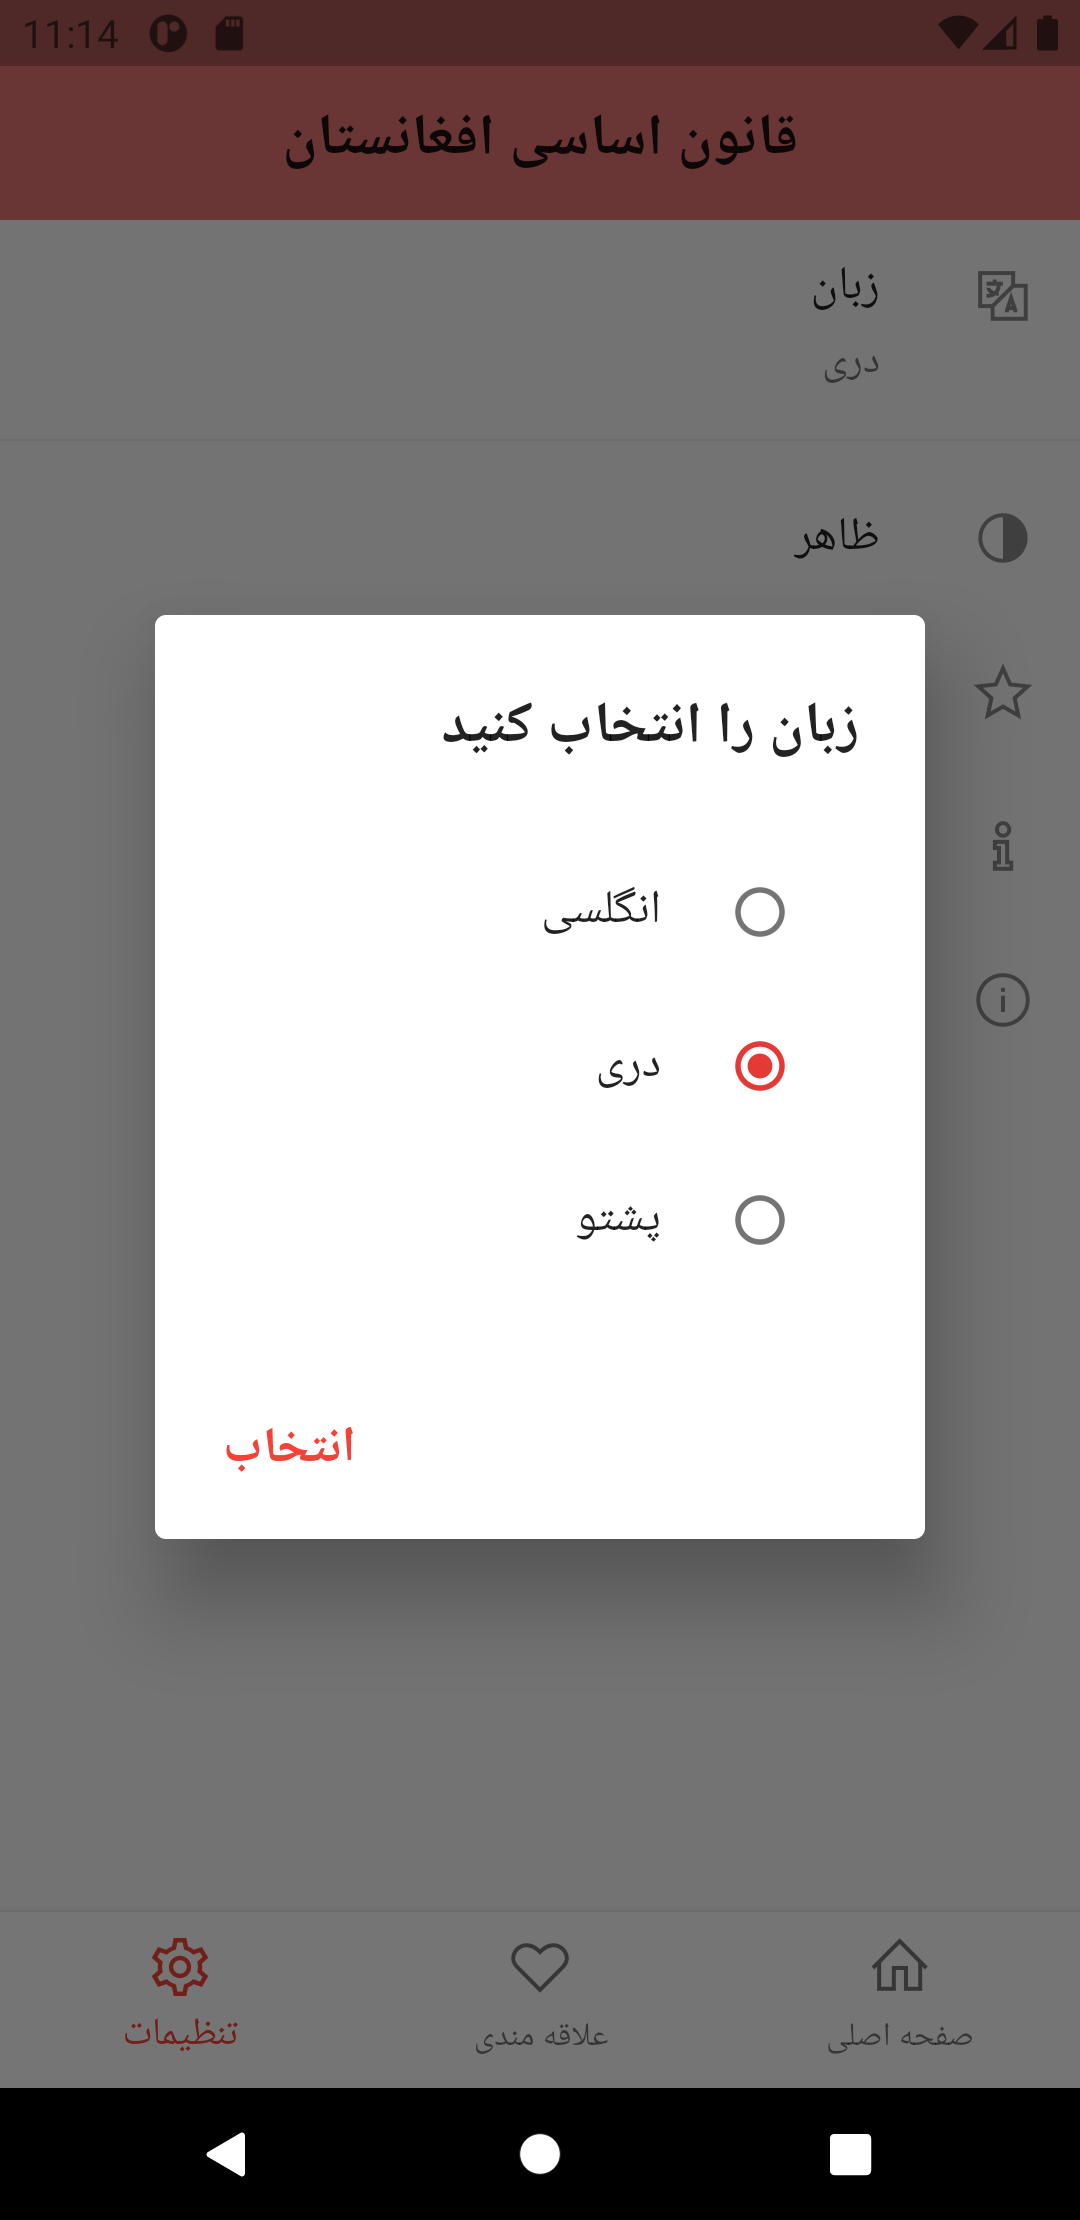 11:14
قانون اساسی افغانستان
زبان
دری
ظاهر
زبان را انتخاب کنید
انگلسی
دری
پشتو
انتخاب
صفحه اصلی
علاقه مندی
تنظیمات